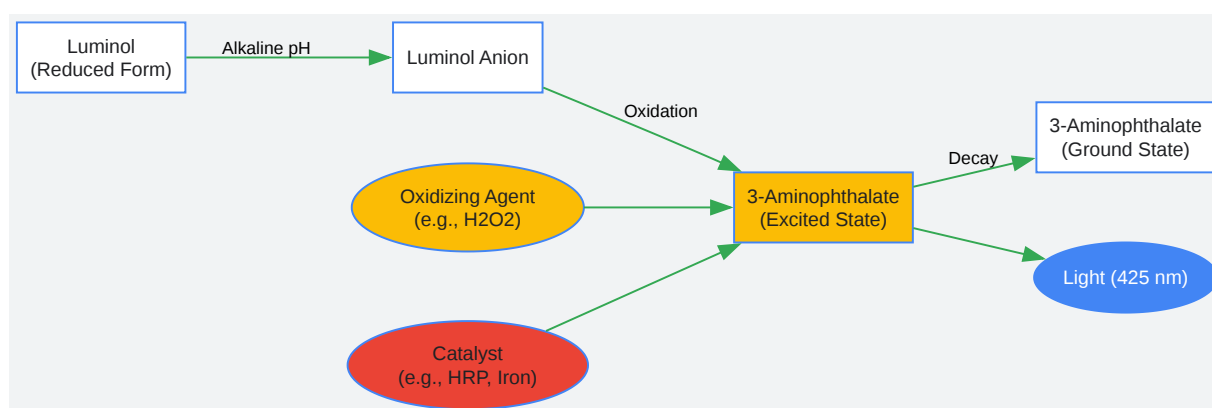 Luminol
(Reduced Form)
Alkaline pH
Luminol Anion
Oxidation
Oxidizing Agent
(e.g., H2O2)
Catalyst
(e.g., HRP, Iron)
3-Aminophthalate
(Excited State)
Decay
3-Aminophthalate
(Ground State)
Light (425 nm)